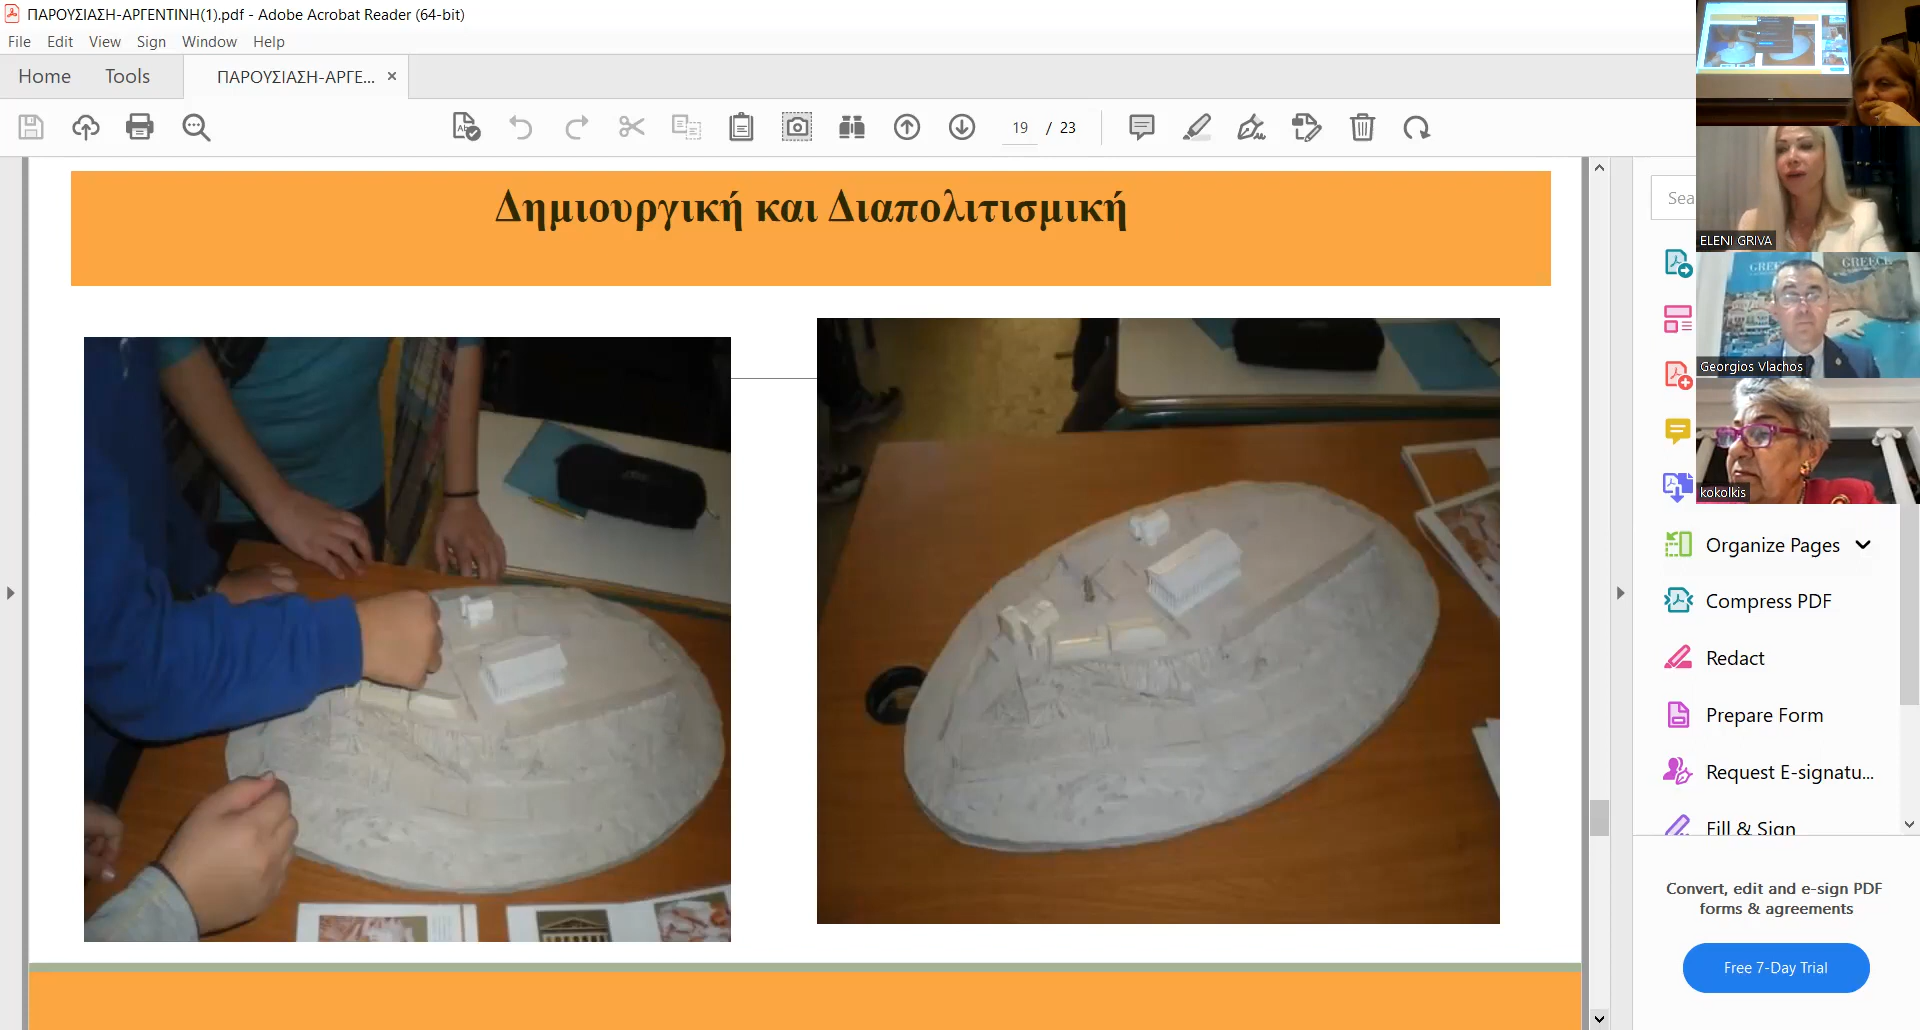 ΠΑΡΟΥΣΙΑΣΗ-ΑΡΓΕΝΤΙΝΗ(1).pdf - Adobe Acrobat Reader (64-bit)
File Edit View Sign Window Help
Home Tools ΠΑΡΟΥΣΙΑΣΗ-ΑΡΓΕ... ×
19 / 23
Δημιουργική και Διαπολιτισμική
Sea
ELENI GRIVA
GREECE
Georgios Vlachos
kokolkis
Organize Pages
Compress PDF
Redact
Prepare Form
Request E-signatu...
Fill & Sign
Convert, edit and e-sign PDF
forms & agreements
Free 7-Day Trial